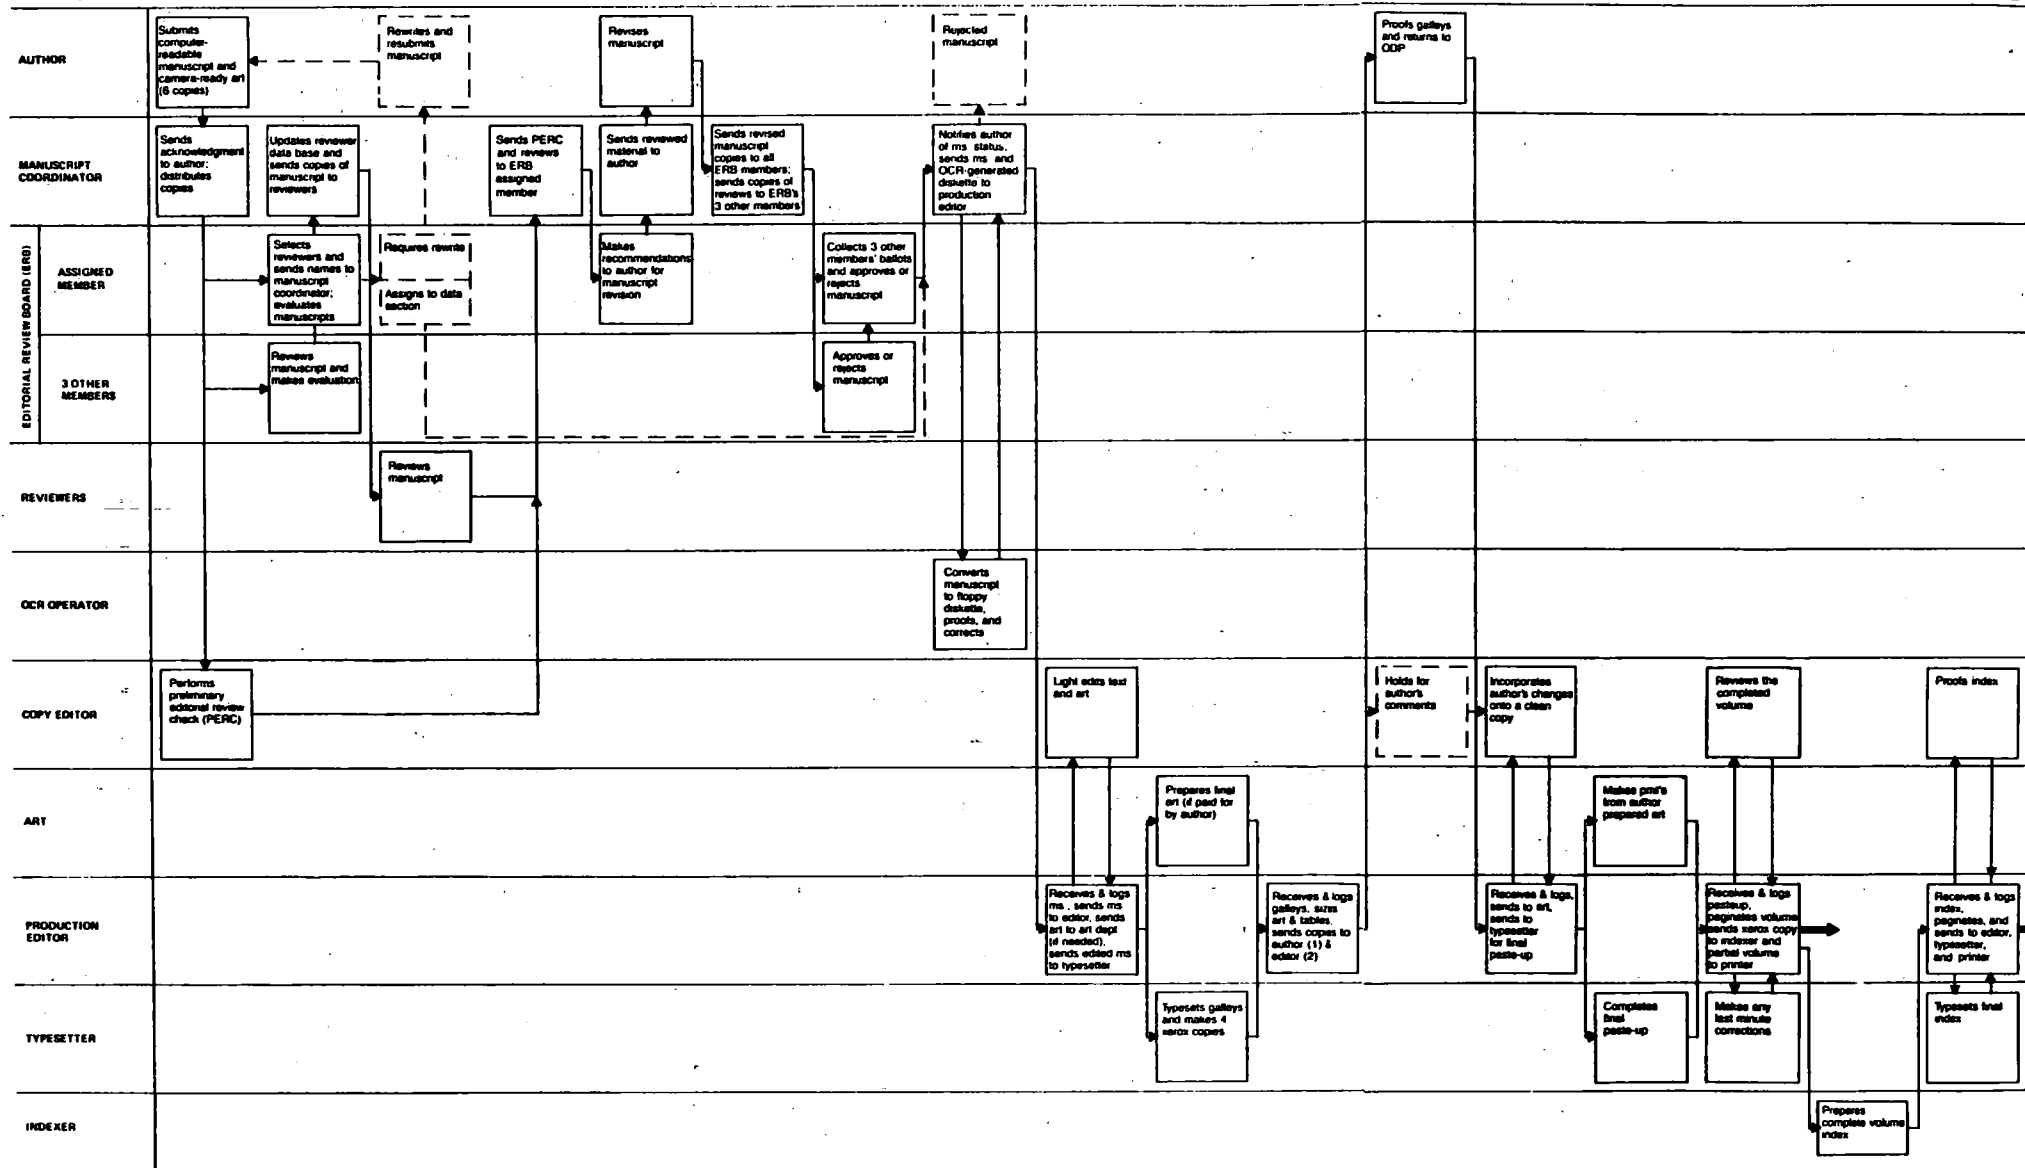 AUTHOR
Submits
computer-
readable
manuscript and
camera-ready art
(6 copies)
Rewrites and
resubmits
manuscript
Revises
manuscript
Rejected
manuscript
Proofs galleys
and returns to
ODP
MANUSCRIPT
COORDINATOR
Sends
acknowledgment
to author;
distributes
copies
Updates reviewer
data base and
sends copies of
manuscript to
reviewers
Sends PERC
and reviews
to ERB
assigned
member
Sends reviewed
material to
author
Sends revised
manuscript
copies to all
ERB members;
sends copies of
reviews to ERB's
3 other members
Notifies author
of ms status,
sends ms and
OCR-generated
diskette to
production
editor
EDITORIAL REVIEW BOARD (ERB)
ASSIGNED
MEMBER
Selects
reviewers and
sends names to
manuscript
coordinator;
evaluates
manuscripts
Requires rewrite
Assigns to data
section
Makes
recommendations
to author for
manuscript
revision
Collects 3 other
members' ballots
and approves or
rejects
manuscript
3 OTHER
MEMBERS
Reviews
manuscript and
makes evaluation
Approves or
rejects
manuscript
REVIEWERS
Reviews
manuscript
OCR OPERATOR
Converts
manuscript
to floppy
diskette,
proofs, and
corrects
COPY EDITOR
Performs
preliminary
editorial review
check (PERC)
Light edits text
and art
Holds for
author's
comments
Incorporates
author's changes
onto a clean
copy
Reviews the
completed
volume
Proofs index
ART
Prepares final
art (if paid for
by author)
Makes pmt's
from author
prepared art
PRODUCTION
EDITOR
Receives & logs
ms , sends ms
to editor, sends
art to art dept
(if needed),
sends edited ms
to typesetter
Receives & logs
galleys, sizes
art & tables,
sends copies to
author (1) &
editor (2)
Receives & logs,
sends to art,
sends to
typesetter
for final
paste-up
Receives & logs
pasteup,
paginates volume
sends xerox copy
to indexer and
partial volume
to printer
Receives & logs
index,
paginates, and
sends to editor,
typesetter,
and printer
TYPESETTER
Typesets galleys
and makes 4
xerox copies
Completes
final
paste-up
Makes any
last minute
corrections
Typesets final
index
INDEXER
Prepares
complete volume
index